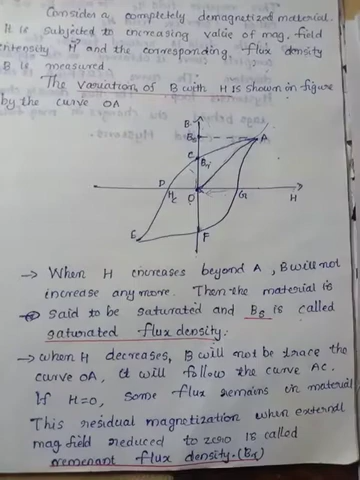 Consider a completely demagnetized material.
It is subjected to increasing value of mag. field
intensity H and the corresponding flux density
B is measured.
The variation of B with H is shown in figure
by the curve OA
B
Bs
A
C
Br
D
Hc
O
G
H
E
F
→ When H increases beyond A, B will not
increase any more. Then the material is
said to be saturated and Bs is called
saturated flux density.
→ when H decreases, B will not be trace the
curve OA, it will follow the curve AC.
If H=0, some flux remains in material
This residual magnetization when external
mag field reduced to zero is called
remenant flux density. (Br)